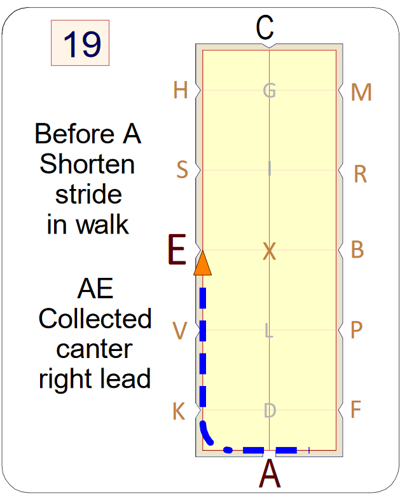 19
C
H G M
Before A
Shorten
stride
in walk
S I R
E X B
AE
Collected
canter
right lead
V L P
K D F
A